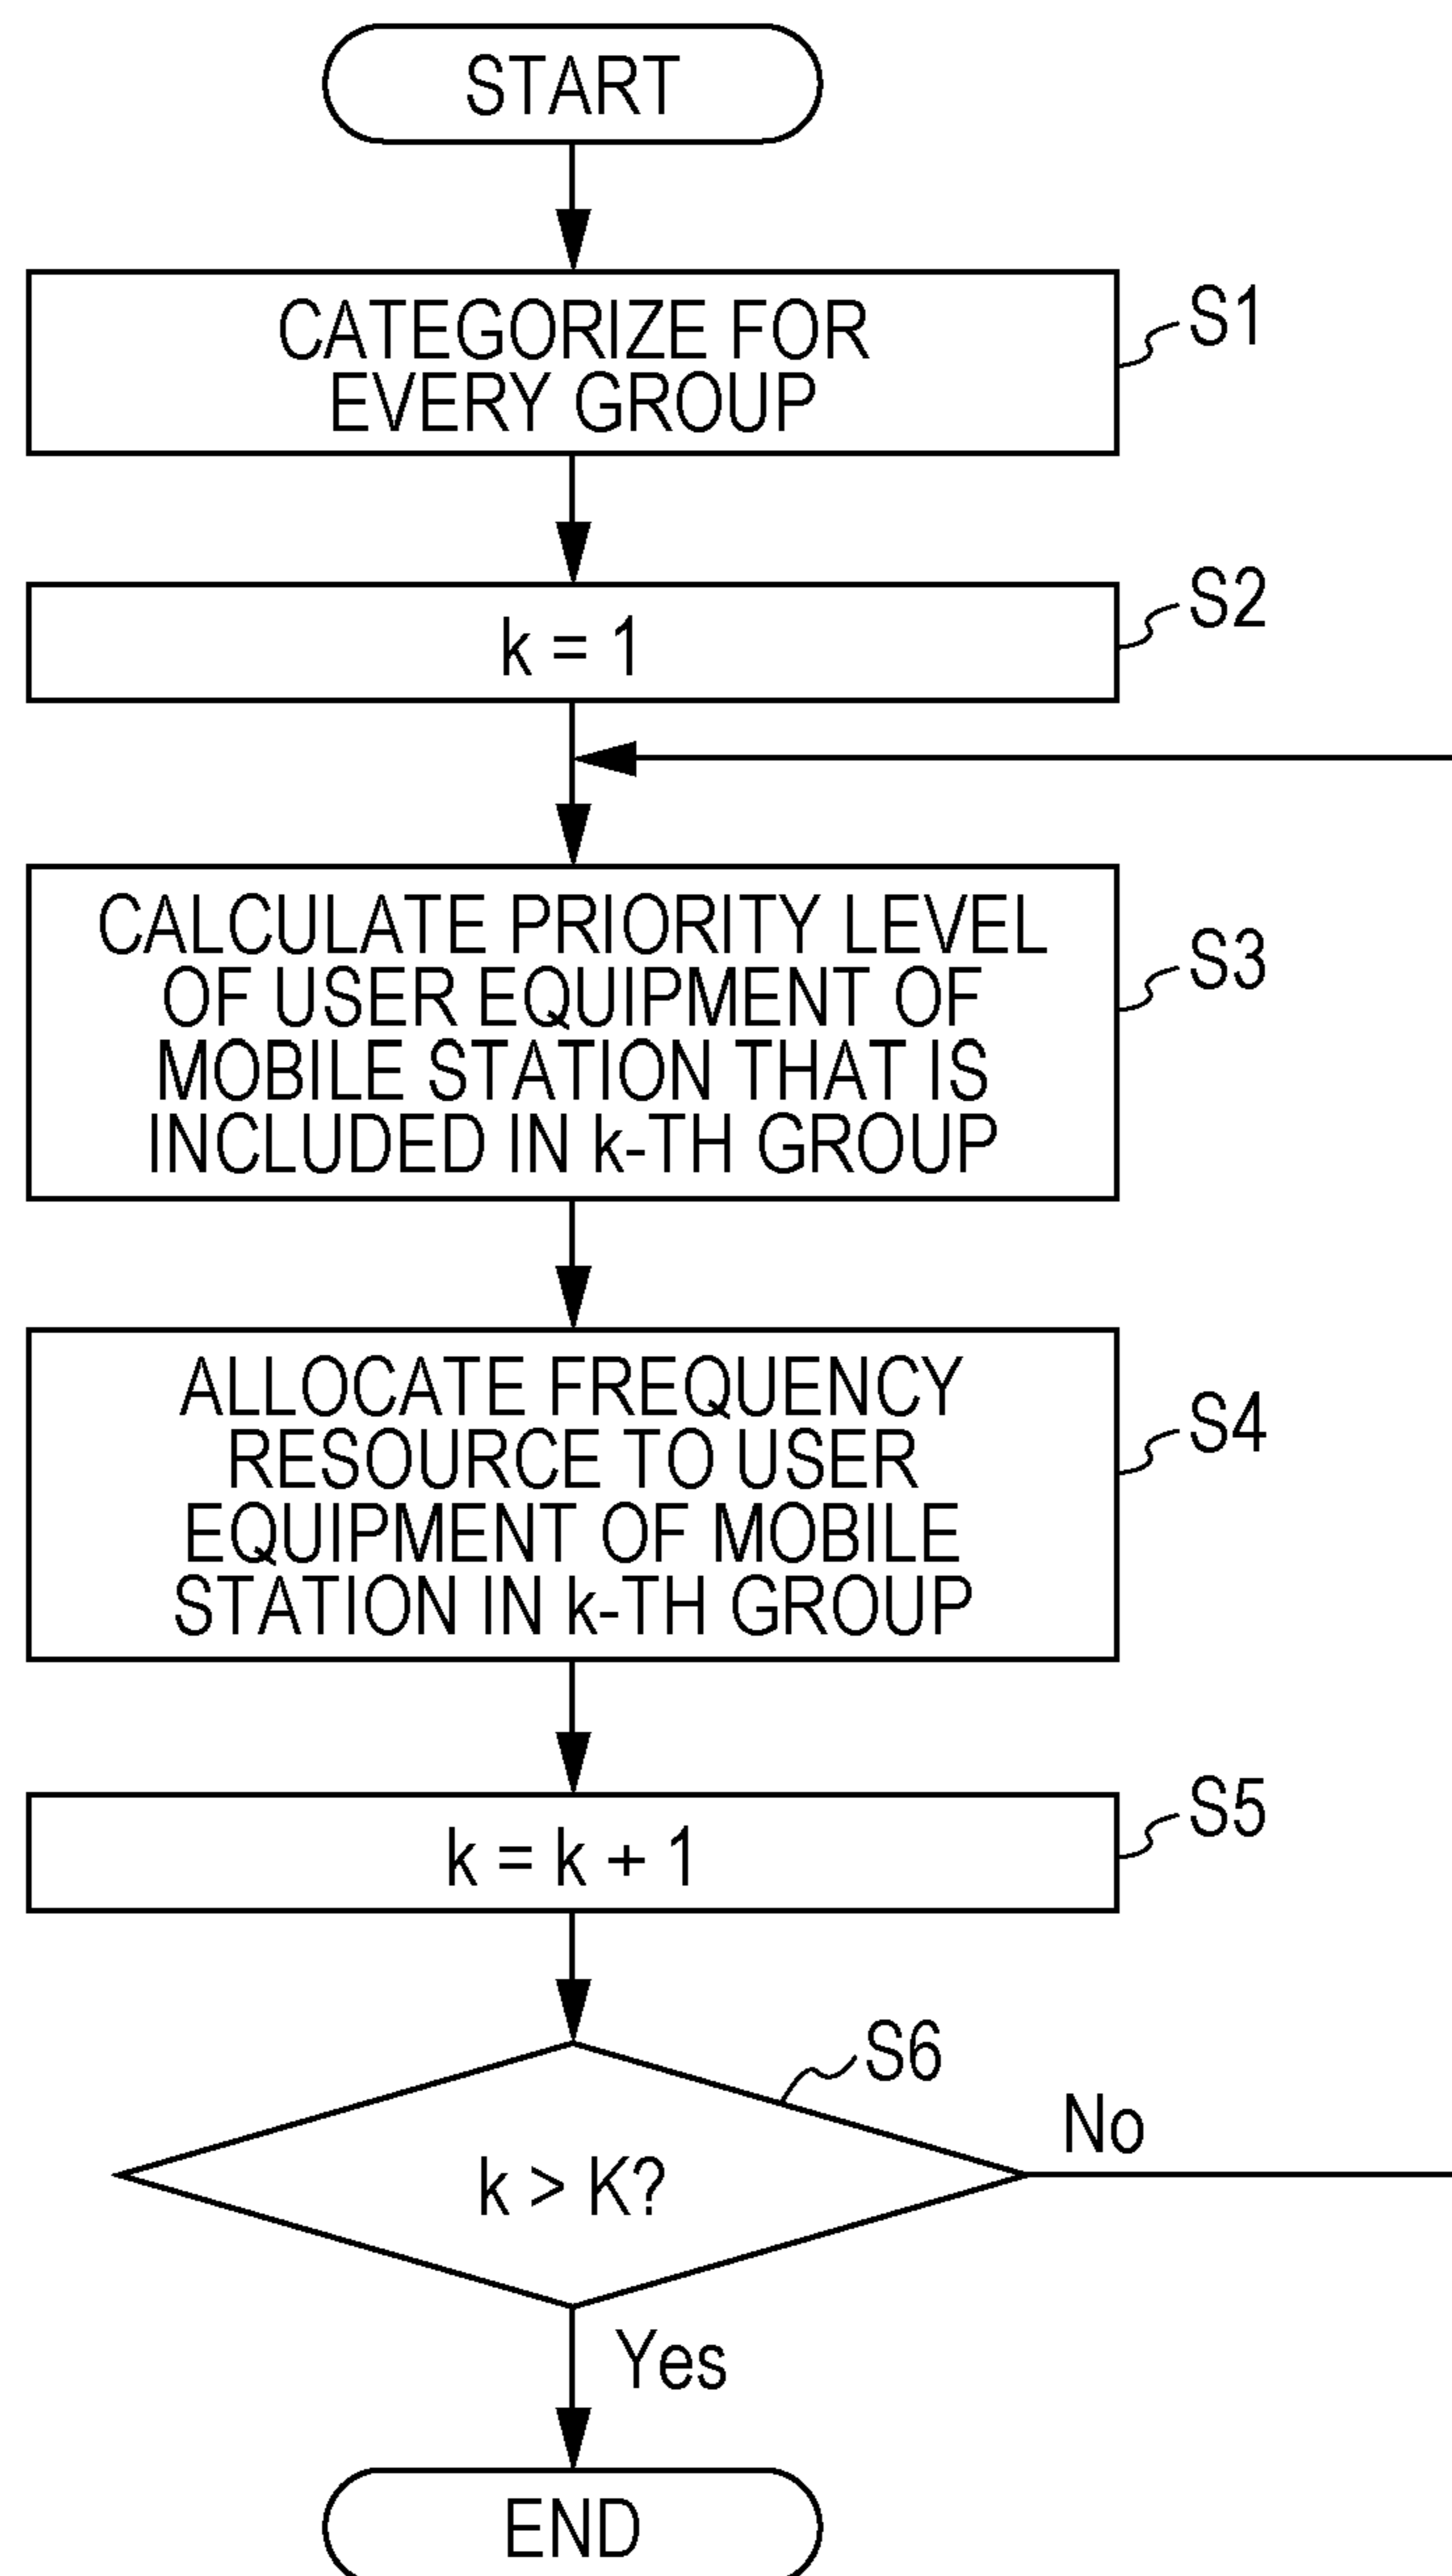 START
CATEGORIZE FOR
EVERY GROUP
S1
k = 1
S2
CALCULATE PRIORITY LEVEL
OF USER EQUIPMENT OF
MOBILE STATION THAT IS
INCLUDED IN k-TH GROUP
S3
ALLOCATE FREQUENCY
RESOURCE TO USER
EQUIPMENT OF MOBILE
STATION IN k-TH GROUP
S4
k = k + 1
S5
S6
k > K?
No
Yes
END